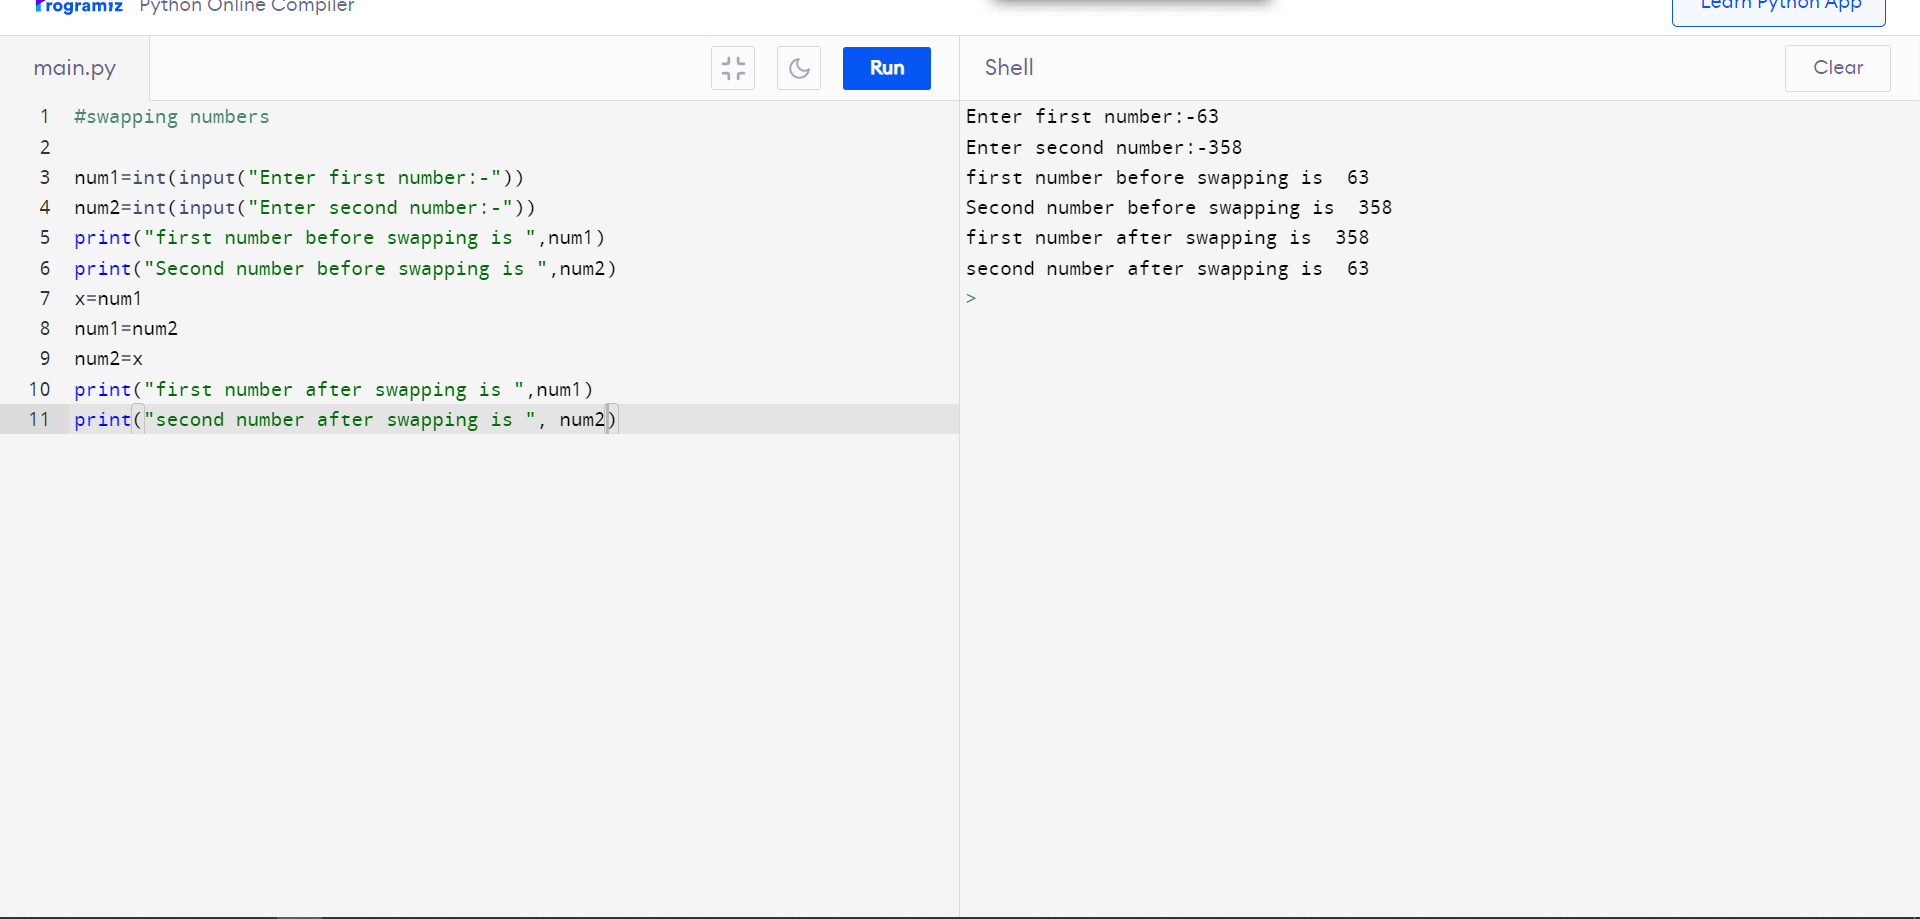 Programiz Python Online Compiler
Learn Python App
main.py
Run
Shell
Clear
1 #swapping numbers
2
3 num1=int(input("Enter first number:-"))
4 num2=int(input("Enter second number:-"))
5 print("first number before swapping is ",num1)
6 print("Second number before swapping is ",num2)
7 x=num1
8 num1=num2
9 num2=x
10 print("first number after swapping is ",num1)
11 print("second number after swapping is ", num2)
Enter first number:-63
Enter second number:-358
first number before swapping is  63
Second number before swapping is  358
first number after swapping is  358
second number after swapping is  63
>